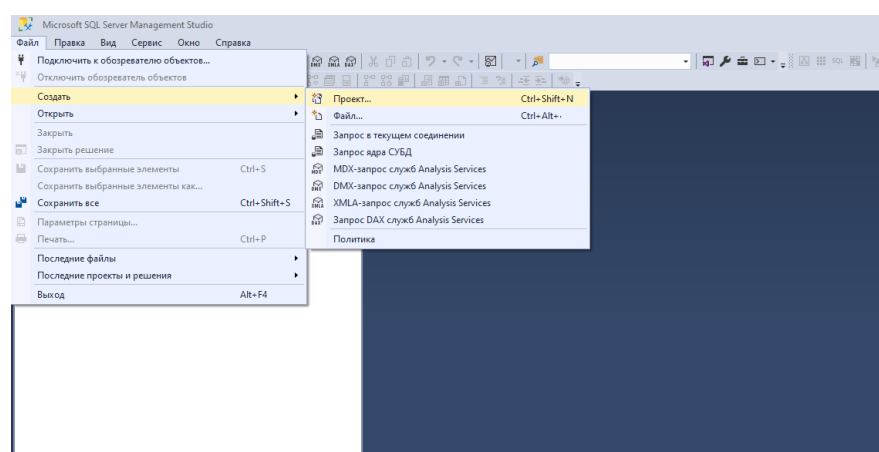 Microsoft SQL Server Management Studio
Файл Правка Вид Сервис Окно Справка
Подключить к обозревателю объектов...
Отключить обозреватель объектов
Создать
Открыть
Закрыть
Закрыть решение
Сохранить выбранные элементы Ctrl+S
Сохранить выбранные элементы как...
Сохранить все Ctrl+Shift+S
Параметры страницы...
Печать... Ctrl+P
Последние файлы
Последние проекты и решения
Выход Alt+F4
Проект... Ctrl+Shift+N
Файл... Ctrl+Alt+·
Запрос в текущем соединении
Запрос ядра СУБД
MDX-запрос служб Analysis Services
DMX-запрос служб Analysis Services
XMLA-запрос служб Analysis Services
Запрос DAX служб Analysis Services
Политика